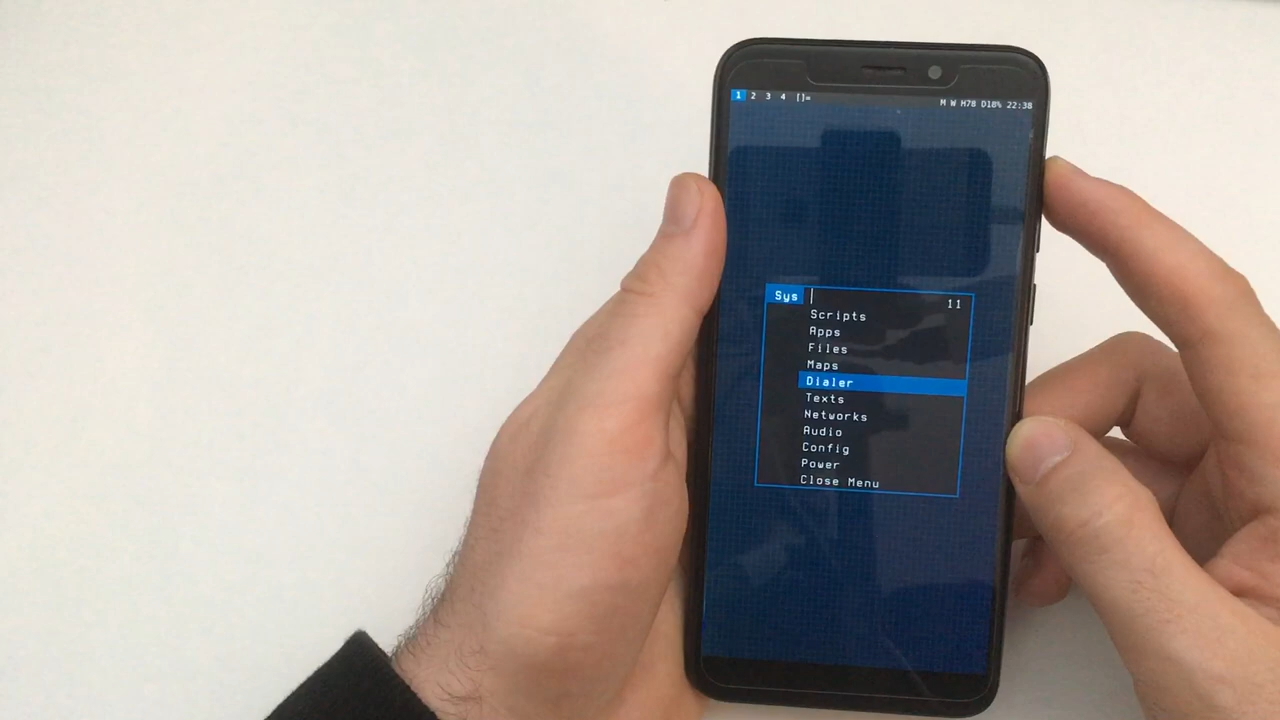 1 2 3 4 []= M W H78 D18% 22:38
Sys 11
Scripts
Apps
Files
Maps
Dialer
Texts
Networks
Audio
Config
Power
Close Menu